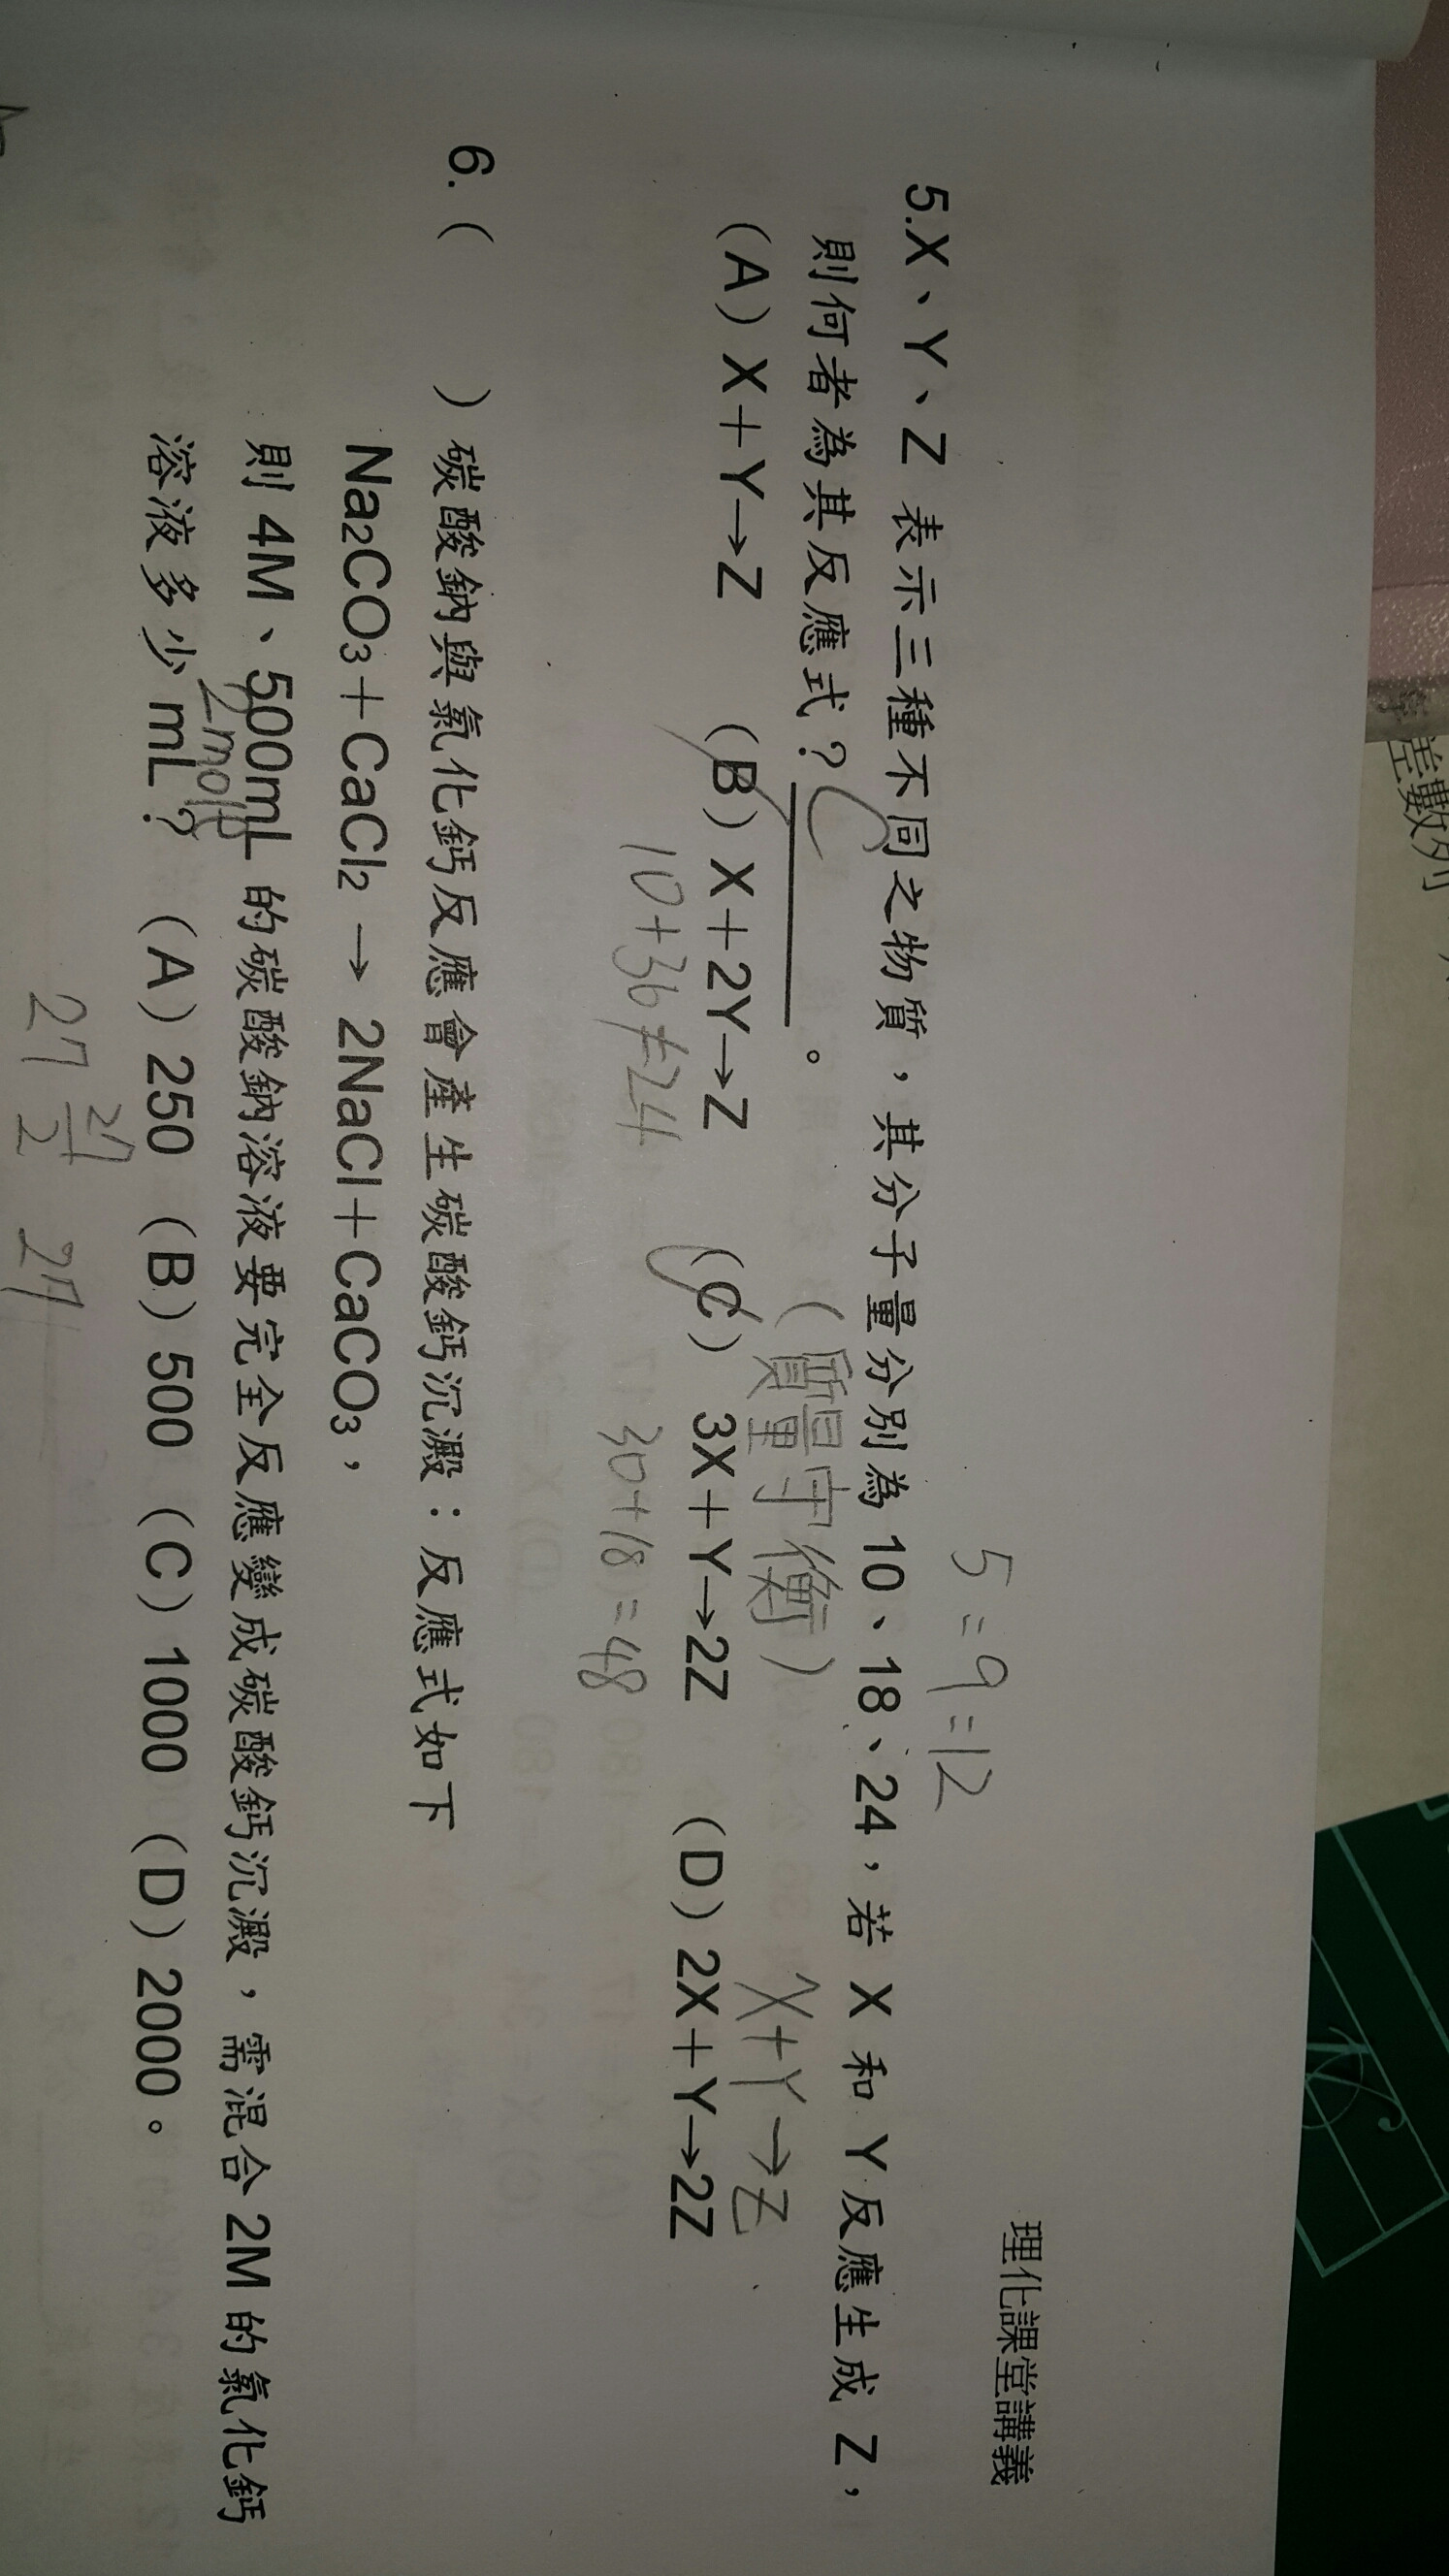 理化課堂講義
5=9=12
5.X、Y、Z 表示三種不同之物質，其分子量分別為 10、18、24，若 X 和 Y 反應生成 Z，
則何者為其反應式？ C 。（質量守衡） X+Y→Z
（A）X＋Y→Z （B）X＋2Y→Z （C） 3X＋Y→2Z （D）2X＋Y→2Z
10+36≠24 30+18=48
6.（ ）碳酸鈉與氯化鈣反應會產生碳酸鈣沉澱：反應式如下
Na₂CO₃＋CaCl₂ → 2NaCl＋CaCO₃，
則 4M、500mL 的碳酸鈉溶液要完全反應變成碳酸鈣沉澱，需混合 2M 的氯化鈣
2mol
溶液多少 mL？ （A）250 （B）500 （C）1000 （D）2000。
差數列